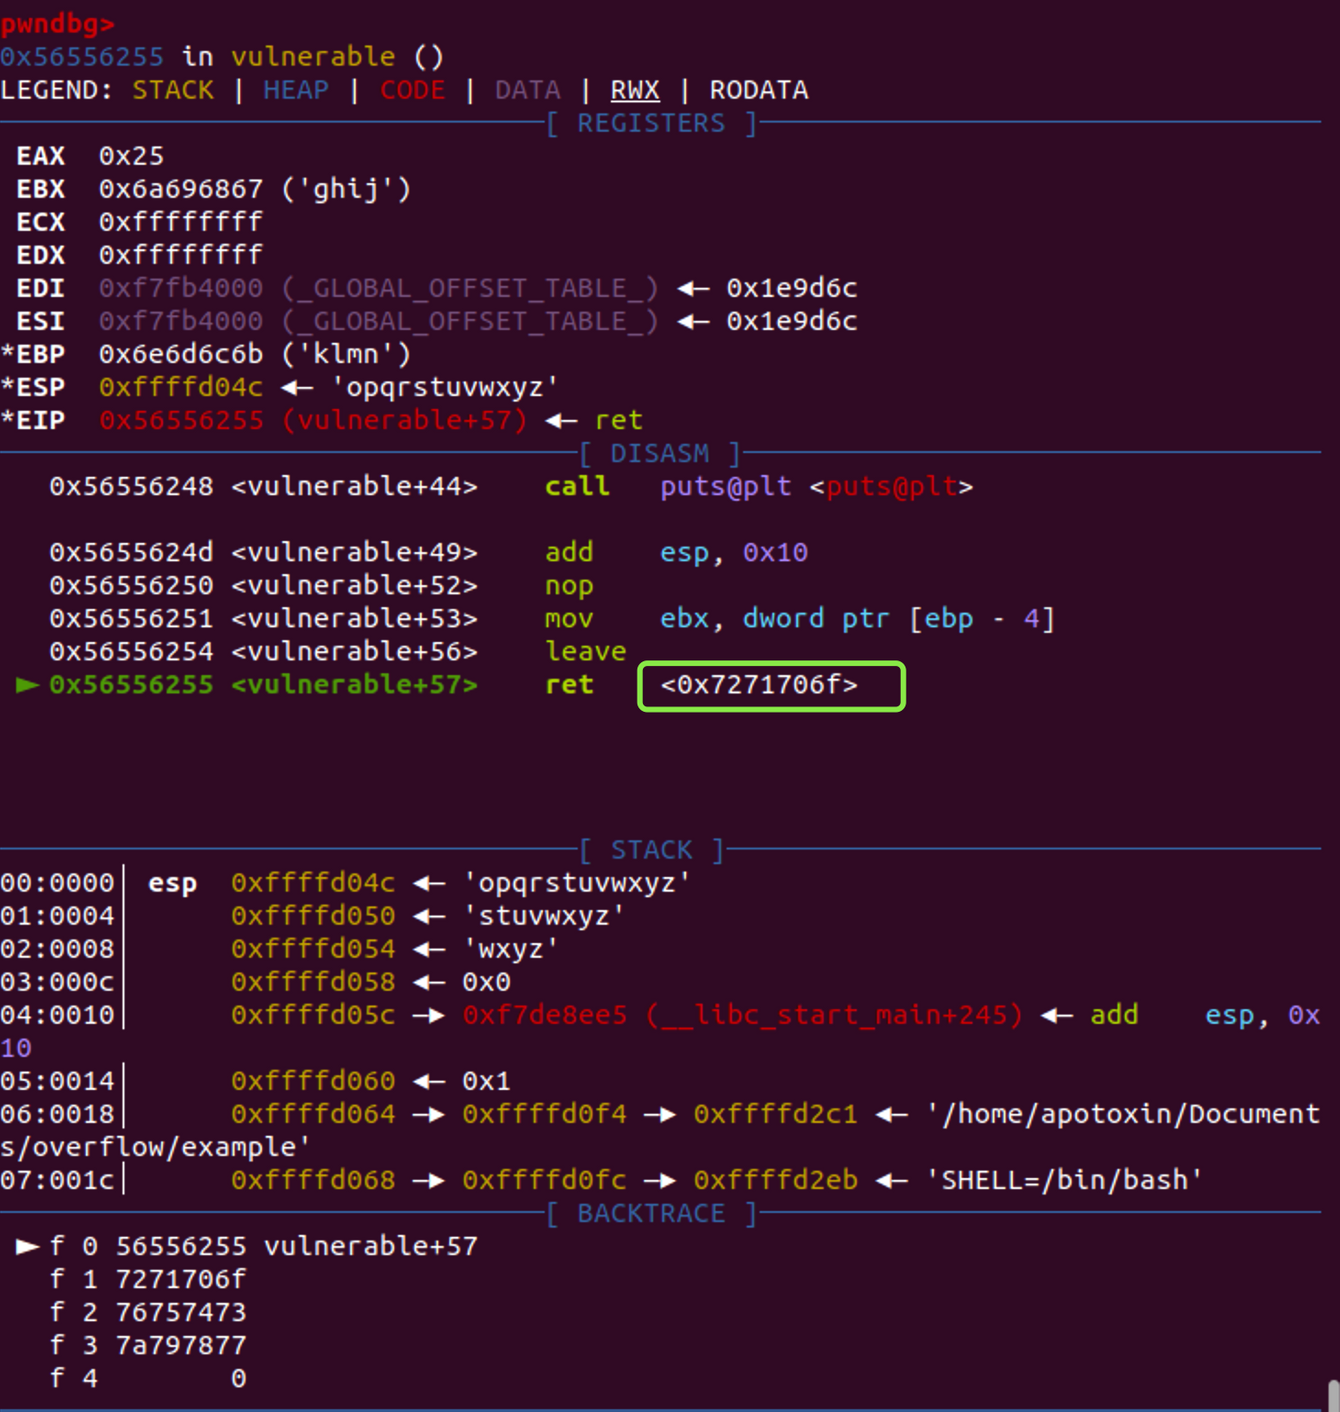 pwndbg>
0x56556255 in vulnerable ()
LEGEND: STACK | HEAP | CODE | DATA | RWX | RODATA
[ REGISTERS ]
EAX  0x25
EBX  0x6a696867 ('ghij')
ECX  0xffffffff
EDX  0xffffffff
EDI  0xf7fb4000 (_GLOBAL_OFFSET_TABLE_) ◂— 0x1e9d6c
ESI  0xf7fb4000 (_GLOBAL_OFFSET_TABLE_) ◂— 0x1e9d6c
*EBP  0x6e6d6c6b ('klmn')
*ESP  0xffffd04c ◂— 'opqrstuvwxyz'
*EIP  0x56556255 (vulnerable+57) ◂— ret
[ DISASM ]
0x56556248 <vulnerable+44>    call   puts@plt <puts@plt>
0x5655624d <vulnerable+49>    add    esp, 0x10
0x56556250 <vulnerable+52>    nop
0x56556251 <vulnerable+53>    mov    ebx, dword ptr [ebp - 4]
0x56556254 <vulnerable+56>    leave
► 0x56556255 <vulnerable+57>    ret    <0x7271706f>
[ STACK ]
00:0000│ esp  0xffffd04c ◂— 'opqrstuvwxyz'
01:0004│      0xffffd050 ◂— 'stuvwxyz'
02:0008│      0xffffd054 ◂— 'wxyz'
03:000c│      0xffffd058 ◂— 0x0
04:0010│      0xffffd05c —▸ 0xf7de8ee5 (__libc_start_main+245) ◂— add    esp, 0x
10
05:0014│      0xffffd060 ◂— 0x1
06:0018│      0xffffd064 —▸ 0xffffd0f4 —▸ 0xffffd2c1 ◂— '/home/apotoxin/Document
s/overflow/example'
07:001c│      0xffffd068 —▸ 0xffffd0fc —▸ 0xffffd2eb ◂— 'SHELL=/bin/bash'
[ BACKTRACE ]
► f 0 56556255 vulnerable+57
f 1 7271706f
f 2 76757473
f 3 7a797877
f 4        0